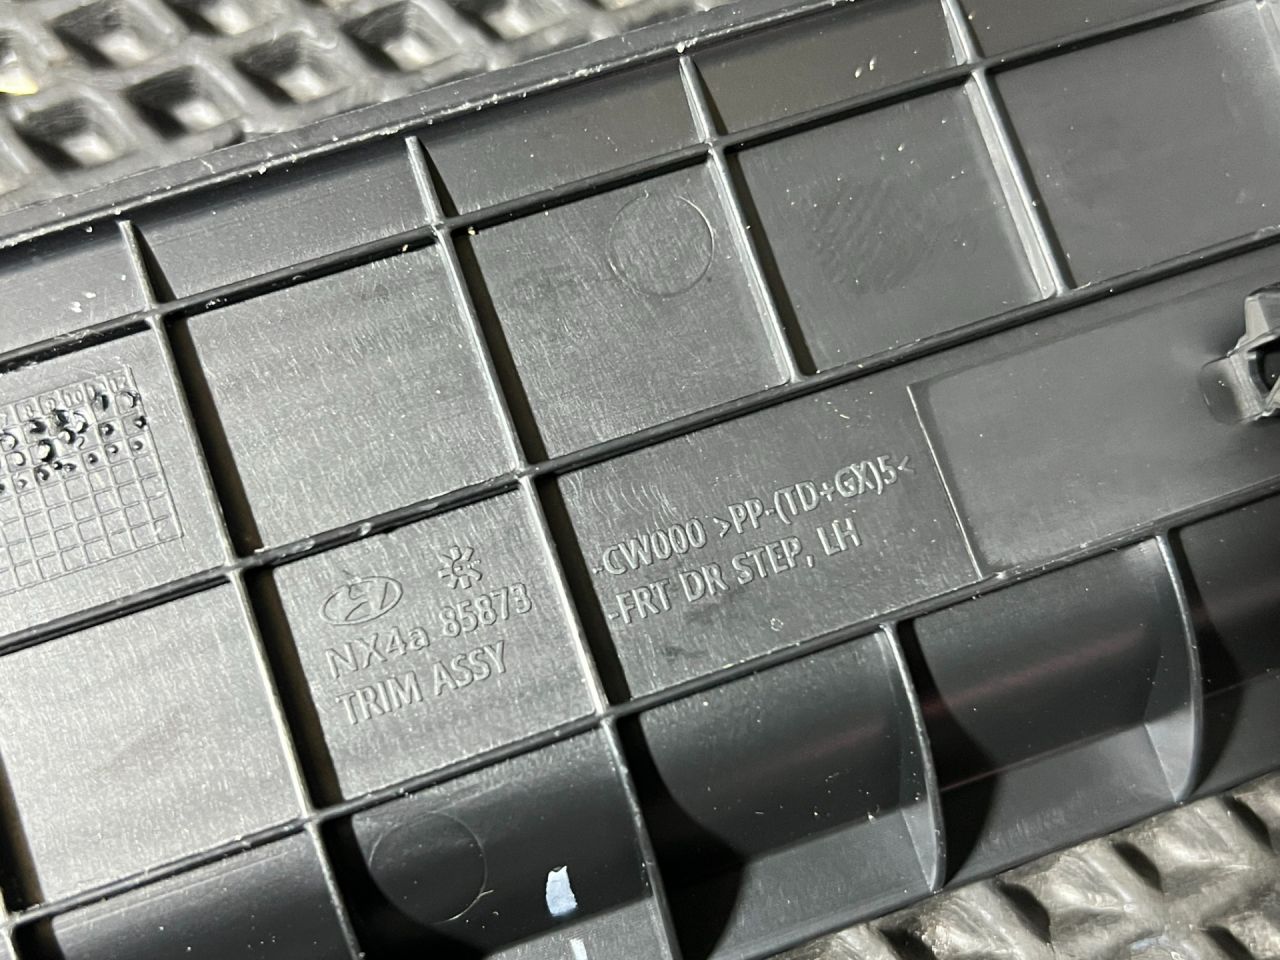 NX4a 85873
TRIM ASSY
-CW000 >PP-(TD+GX)5<
-FRT DR STEP, LH